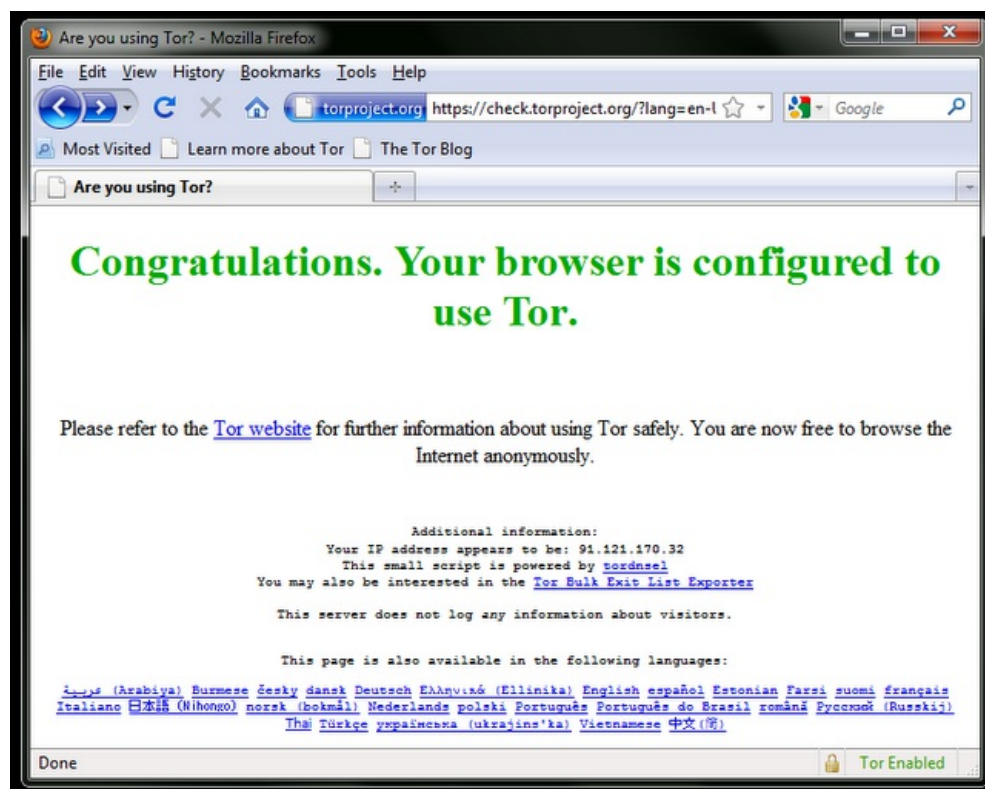 Are you using Tor? - Mozilla Firefox
File Edit View History Bookmarks Tools Help
torproject.org https://check.torproject.org/?lang=en-U Google
Most Visited Learn more about Tor The Tor Blog
Are you using Tor?
Congratulations. Your browser is configured to
use Tor.
Please refer to the Tor website for further information about using Tor safely. You are now free to browse the
Internet anonymously.
Additional information:
Your IP address appears to be: 91.121.170.32
This small script is powered by tordnsel
You may also be interested in the Tor Bulk Exit List Exporter
This server does not log any information about visitors.
This page is also available in the following languages:
عربية (Arabiya) Burmese česky dansk Deutsch Ελληνικά (Ellinika) English español Estonian Farsi suomi français
Italiano 日本語 (Nihongo) norsk (bokmål) Nederlands polski Português Português do Brasil română Русский (Russkij)
Thai Türkçe українська (ukrajins'ka) Vietnamese 中文(简)
Done Tor Enabled